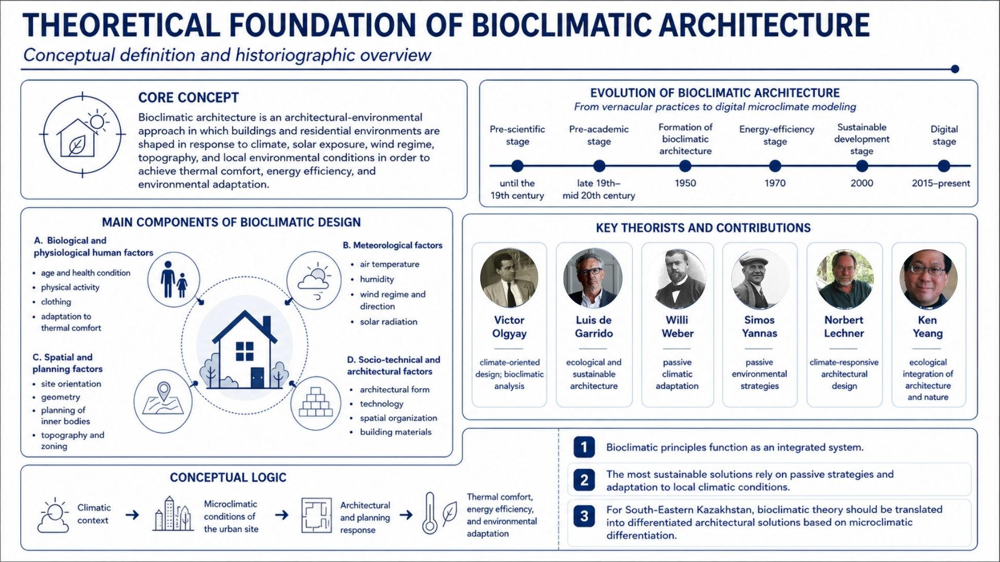 THEORETICAL FOUNDATION OF BIOCLIMATIC ARCHITECTURE
Conceptual definition and historiographic overview
CORE CONCEPT
Bioclimatic architecture is an architectural-environmental
approach in which buildings and residential environments are
shaped in response to climate, solar exposure, wind regime,
topography, and local environmental conditions in order to
achieve thermal comfort, energy efficiency, and
environmental adaptation.
EVOLUTION OF BIOCLIMATIC ARCHITECTURE
From vernacular practices to digital microclimate modeling
Pre-scientific
stage
until the
19th century
Pre-academic
stage
late 19th–
mid 20th century
Formation of
bioclimatic
architecture
1950
Energy-efficiency
stage
1970
Sustainable
development
stage
2000
Digital
stage
2015–present
MAIN COMPONENTS OF BIOCLIMATIC DESIGN
A. Biological and
physiological human factors
• age and health condition
• physical activity
• clothing
• adaptation to
thermal comfort
B. Meteorological factors
• air temperature
• humidity
• wind regime and
direction
• solar radiation
C. Spatial and
planning factors
• site orientation
• geometry
• planning of
inner bodies
• topography and
zoning
D. Socio-technical and
architectural factors
• architectural form
• technology
• spatial organization
• building materials
KEY THEORISTS AND CONTRIBUTIONS
Victor
Olgyay
climate-oriented
design; bioclimatic
analysis
Luis de
Garrido
ecological and
sustainable
architecture
Willi
Weber
passive
climatic
adaptation
Simos
Yannas
passive
environmental
strategies
Norbert
Lechner
climate-responsive
architectural
design
Ken
Yeang
ecological
integration of
architecture
and nature
CONCEPTUAL LOGIC
Climatic
context
Microclimatic
conditions of
the urban site
Architectural
and planning
response
Thermal comfort,
energy efficiency,
and environmental
adaptation
1 Bioclimatic principles function as an integrated system.
2 The most sustainable solutions rely on passive strategies and
adaptation to local climatic conditions.
3 For South-Eastern Kazakhstan, bioclimatic theory should be translated
into differentiated architectural solutions based on microclimatic
differentiation.